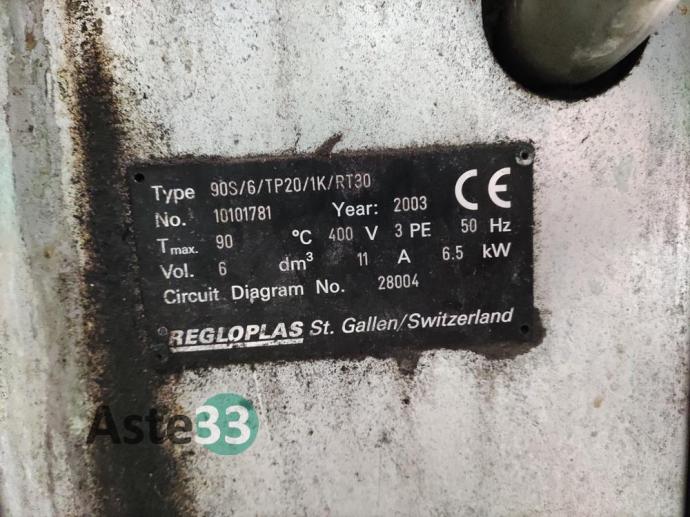 Type 90S/6/TP20/1K/RT30
No. 10101781 Year: 2003 CE
Tmax. 90 °C 400 V 3 PE 50 Hz
Vol. 6 dm³ 11 A 6.5 kW
Circuit Diagram No. 28004
®REGLOPLAS St. Gallen/Switzerland
Aste33